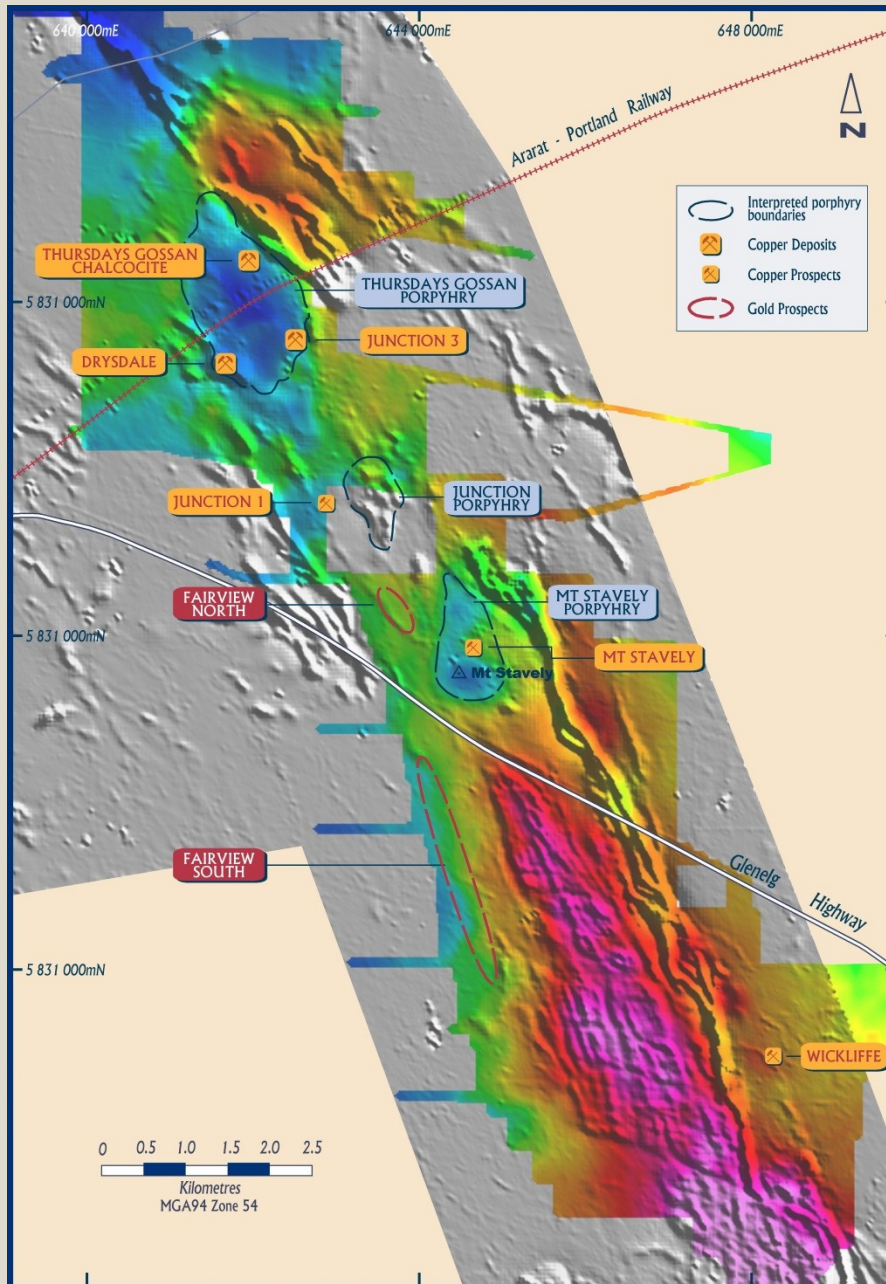 640 000mE
644 000mE
648 000mE
Ararat - Portland Railway
N
Interpreted porphyry
boundaries
Copper Deposits
Copper Prospects
Gold Prospects
THURSDAYS GOSSAN
CHALCOCITE
5 831 000mN
THURSDAYS GOSSAN
PORPYHRY
JUNCTION 3
DRYSDALE
JUNCTION 1
JUNCTION
PORPYHRY
FAIRVIEW
NORTH
MT STAVELY
PORPYHRY
5 831 000mN
MT STAVELY
Mt Stavely
FAIRVIEW
SOUTH
Glenelg
Highway
5 831 000mN
WICKLIFFE
0 0.5 1.0 1.5 2.0 2.5
Kilometres
MGA94 Zone 54